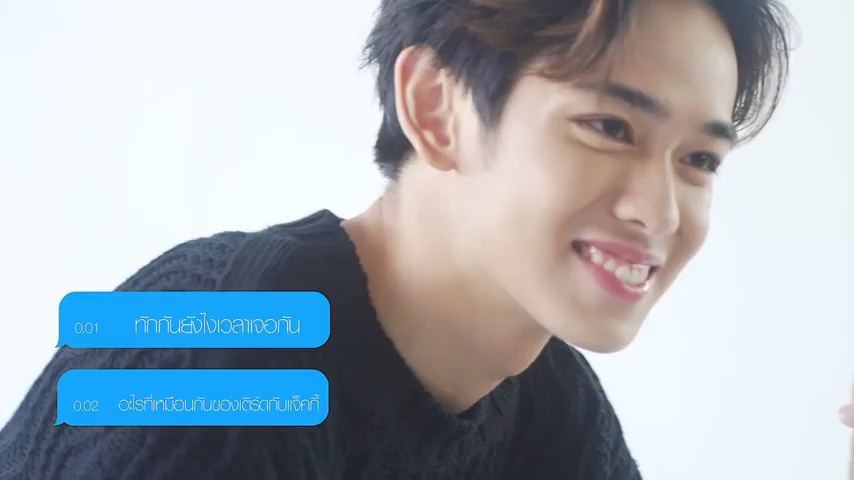 0.01 ทักกันยังไงเวลาเจอกัน
0.02 อะไรที่เหมือนกันของเติร์ดกับแจ็คกี้